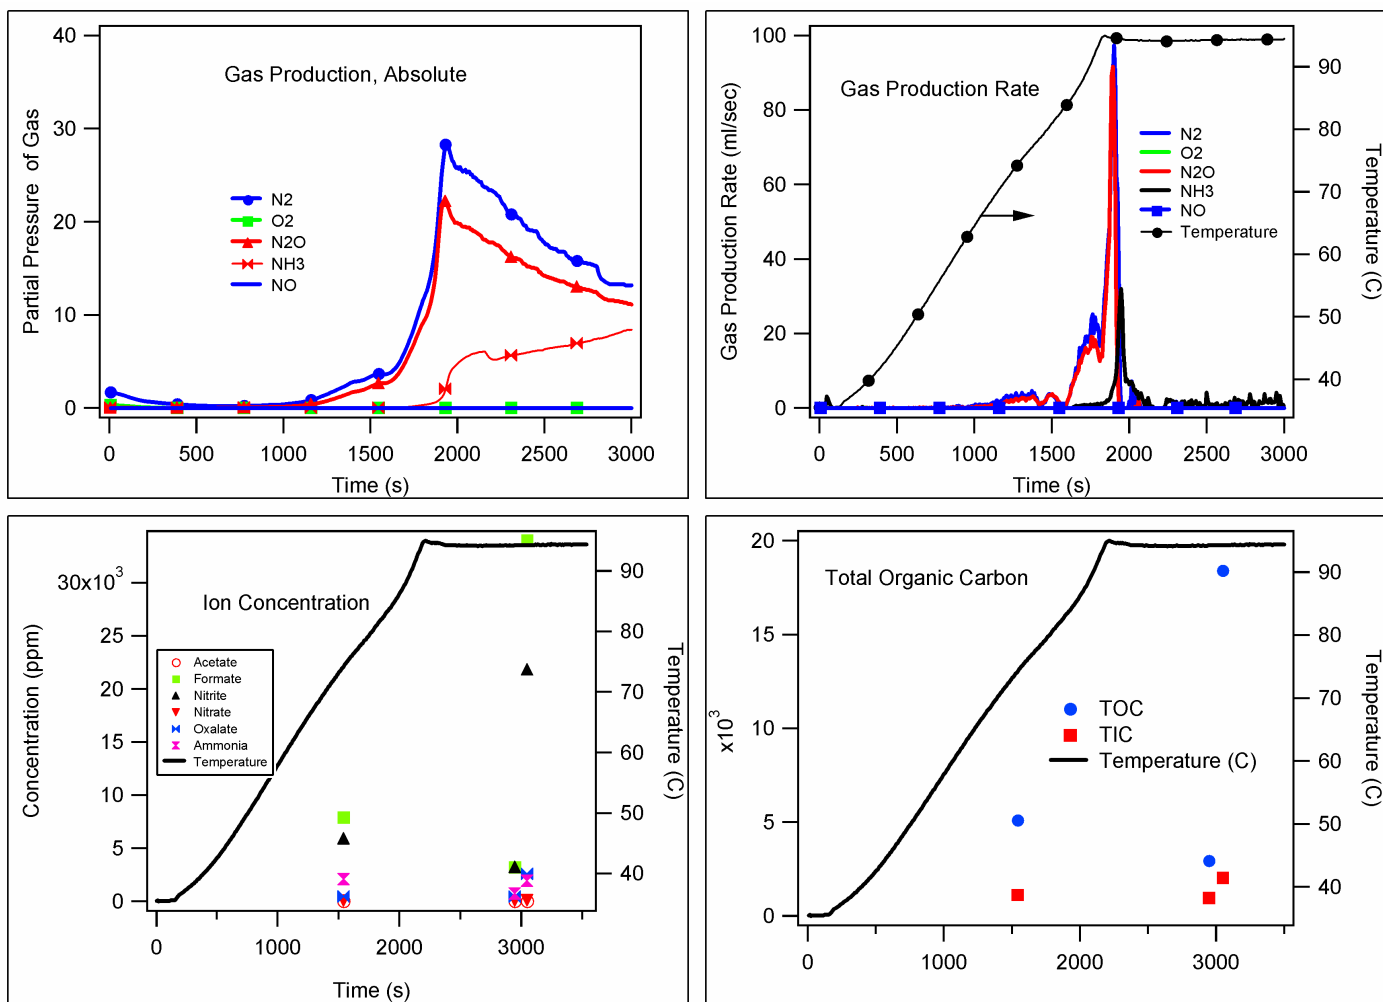 Gas Production, Absolute
Partial Pressure of Gas
40
30
20
10
0
N2
O2
N2O
NH3
NO
0
500
1000
1500
2000
2500
3000
Time (s)
Gas Production Rate
Gas Production Rate (ml/sec)
100
80
60
40
20
0
N2
O2
N2O
NH3
NO
Temperature
90
80
70
60
50
40
Temperature (C)
0
500
1000
1500
2000
2500
3000
Time (s)
Ion Concentration
Concentration (ppm)
30x10³
25
20
15
10
5
0
Acetate
Formate
Nitrite
Nitrate
Oxalate
Ammonia
Temperature
90
80
70
60
50
40
Temperature (C)
0
1000
2000
3000
Time (s)
Total Organic Carbon
x10³
20
15
10
5
0
TOC
TIC
Temperature (C)
90
80
70
60
50
40
Temperature (C)
0
1000
2000
3000